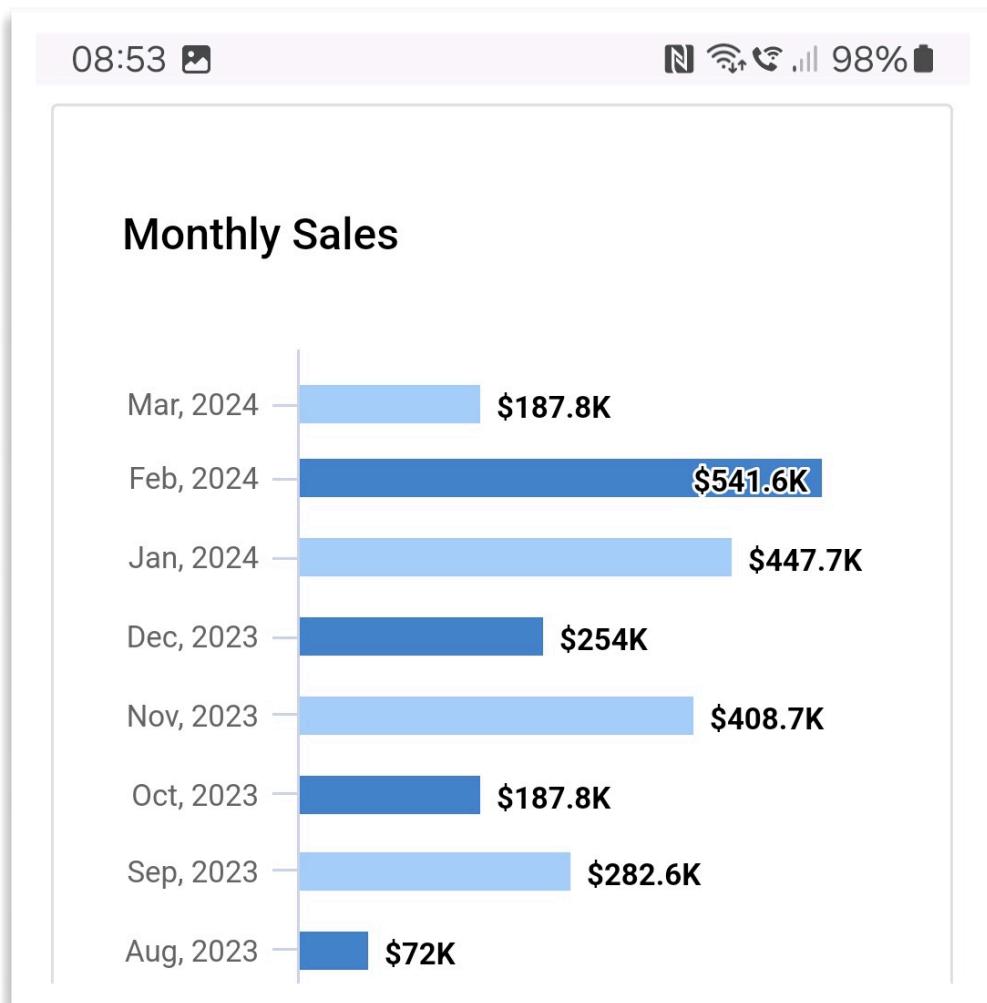 08:53 98%
Monthly Sales
Mar, 2024 $187.8K
Feb, 2024 $541.6K
Jan, 2024 $447.7K
Dec, 2023 $254K
Nov, 2023 $408.7K
Oct, 2023 $187.8K
Sep, 2023 $282.6K
Aug, 2023 $72K